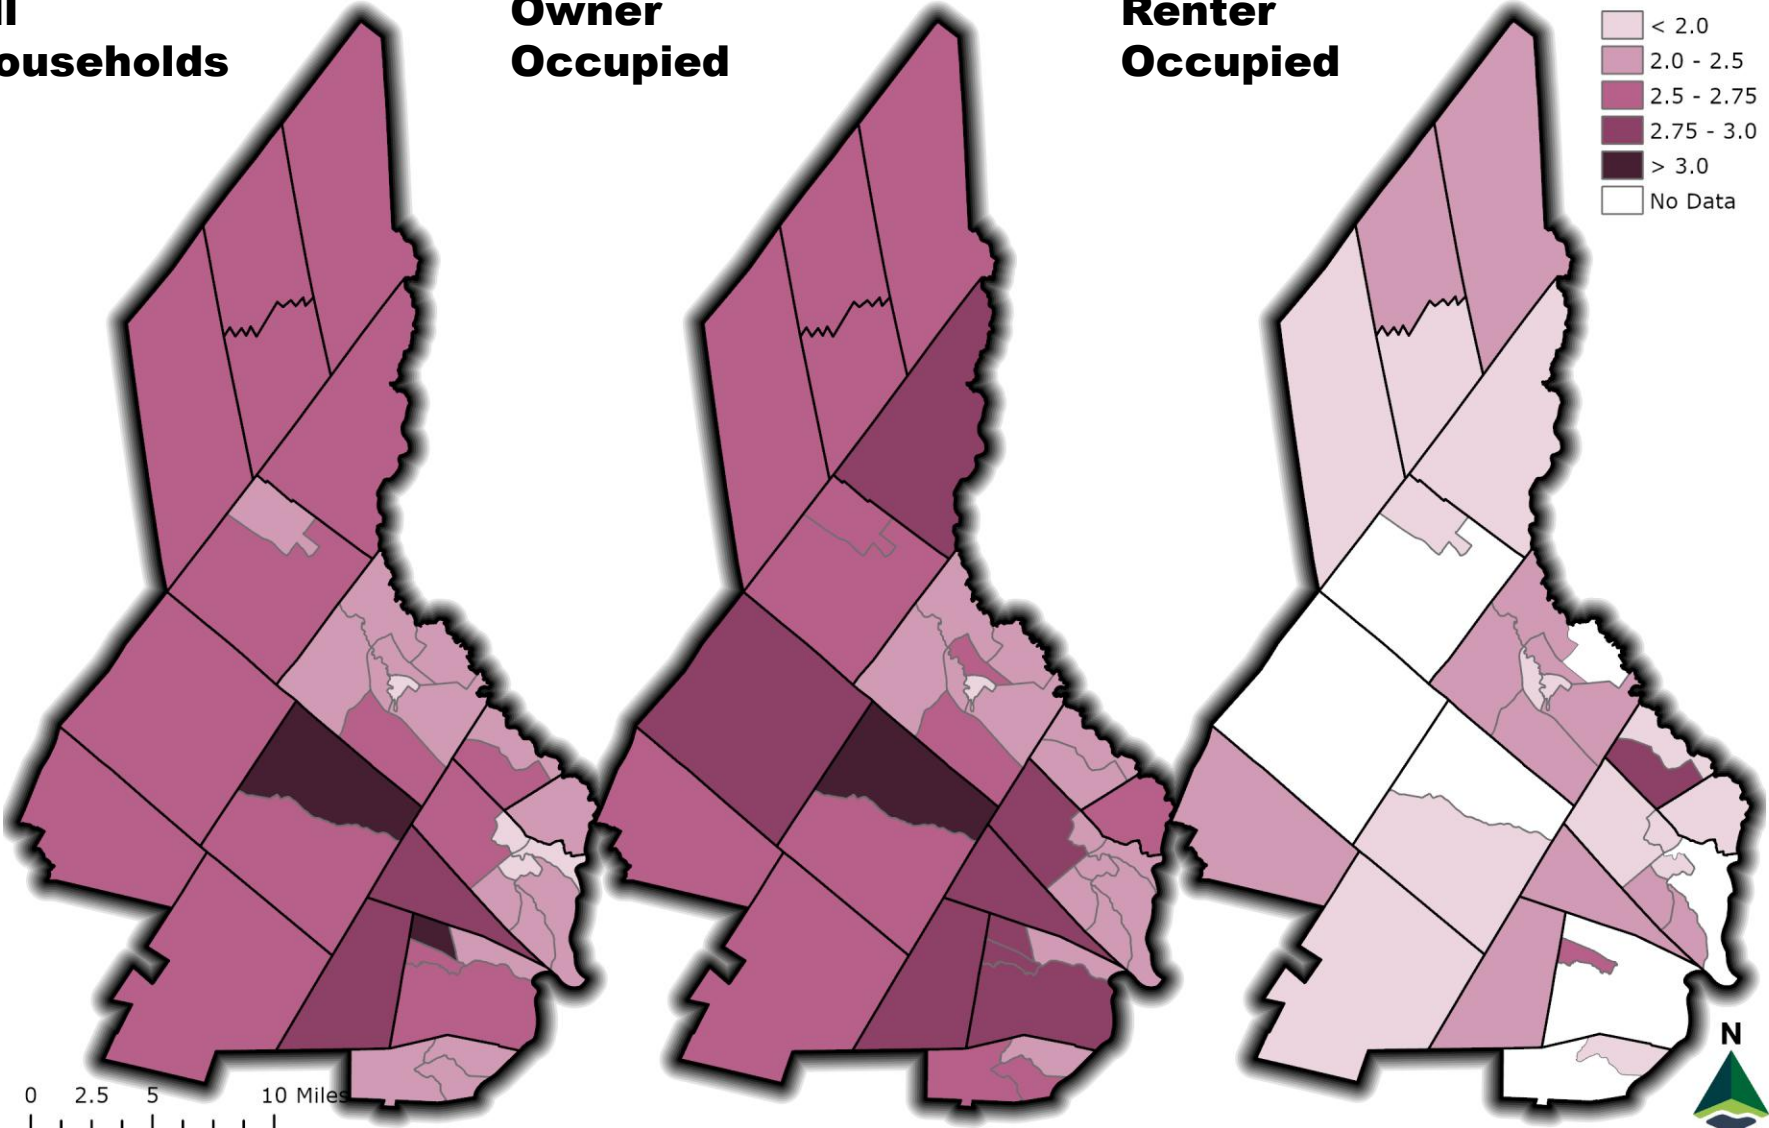 Owner
Renter
ouseholds
Occupied
Occupied
< 2.0
2.0 - 2.5
2.5 - 2.75
2.75 - 3.0
> 3.0
No Data
N
0 2.5 5 10 Miles